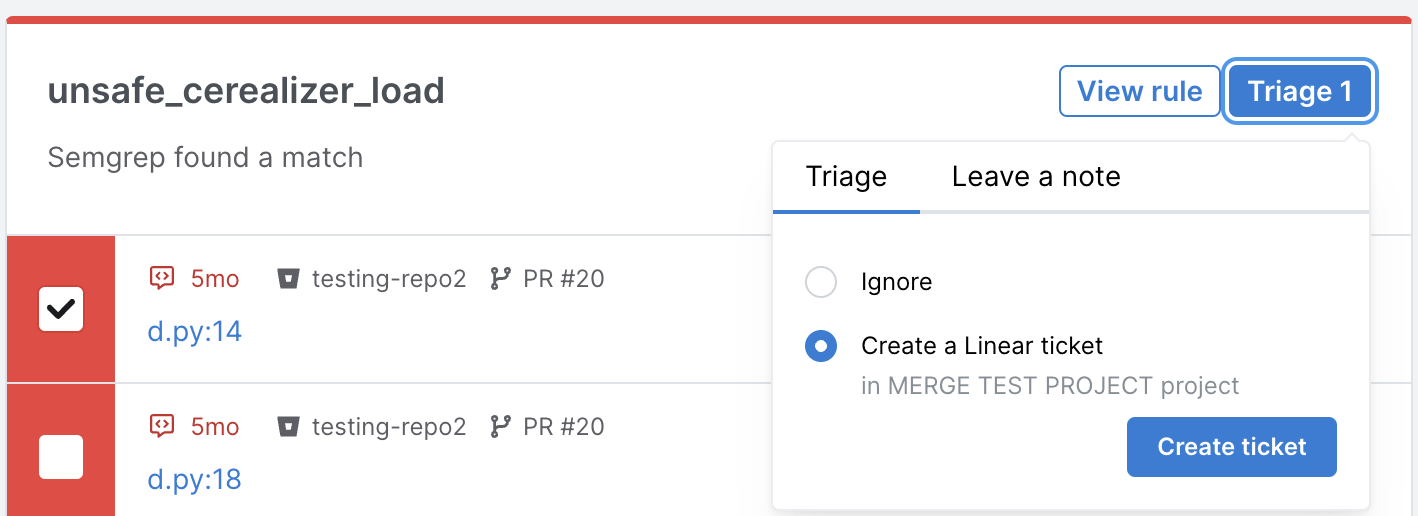 unsafe_cerealizer_load
View rule
Triage 1
Semgrep found a match
Triage
Leave a note
5mo testing-repo2 PR #20
d.py:14
Ignore
Create a Linear ticket
in MERGE TEST PROJECT project
5mo testing-repo2 PR #20
d.py:18
Create ticket